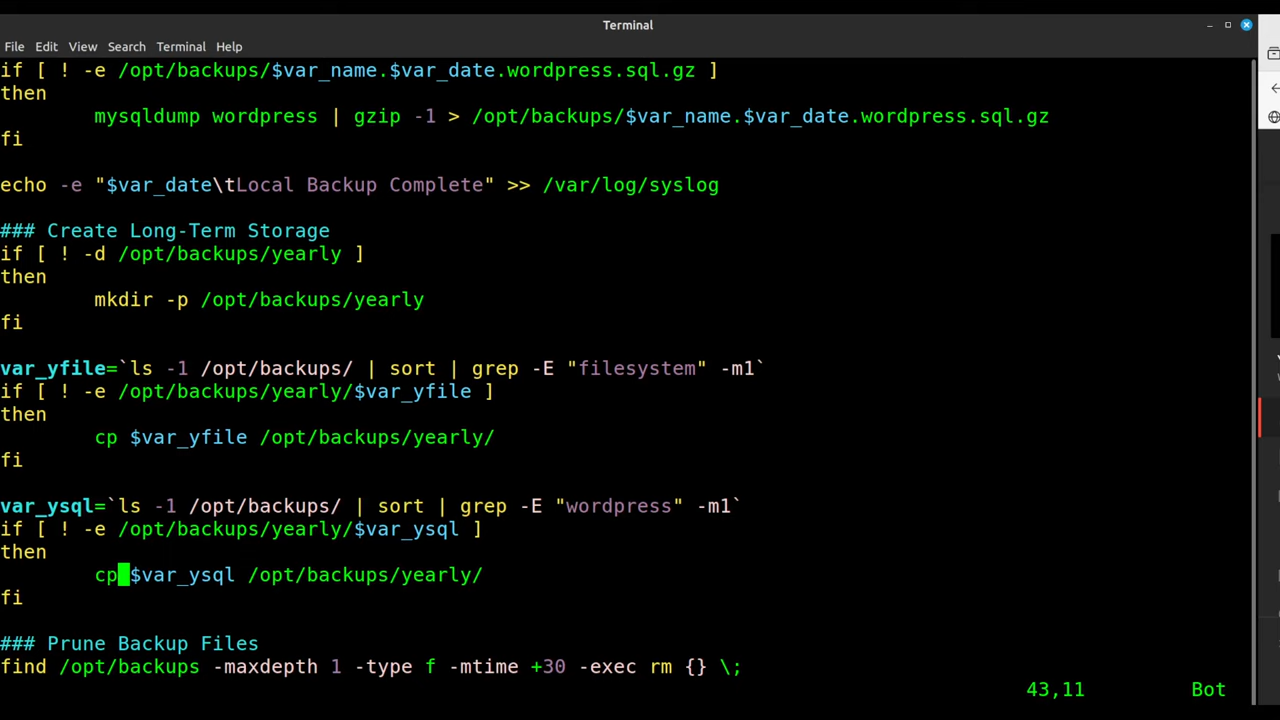 Terminal
File Edit View Search Terminal Help
if [ ! -e /opt/backups/$var_name.$var_date.wordpress.sql.gz ]
then
        mysqldump wordpress | gzip -1 > /opt/backups/$var_name.$var_date.wordpress.sql.gz
fi
echo -e "$var_date\tLocal Backup Complete" >> /var/log/syslog
### Create Long-Term Storage
if [ ! -d /opt/backups/yearly ]
then
        mkdir -p /opt/backups/yearly
fi
var_yfile=`ls -1 /opt/backups/ | sort | grep -E "filesystem" -m1`
if [ ! -e /opt/backups/yearly/$var_yfile ]
then
        cp $var_yfile /opt/backups/yearly/
fi
var_ysql=`ls -1 /opt/backups/ | sort | grep -E "wordpress" -m1`
if [ ! -e /opt/backups/yearly/$var_ysql ]
then
        cp $var_ysql /opt/backups/yearly/
fi
### Prune Backup Files
find /opt/backups -maxdepth 1 -type f -mtime +30 -exec rm {} \;
43,11 Bot